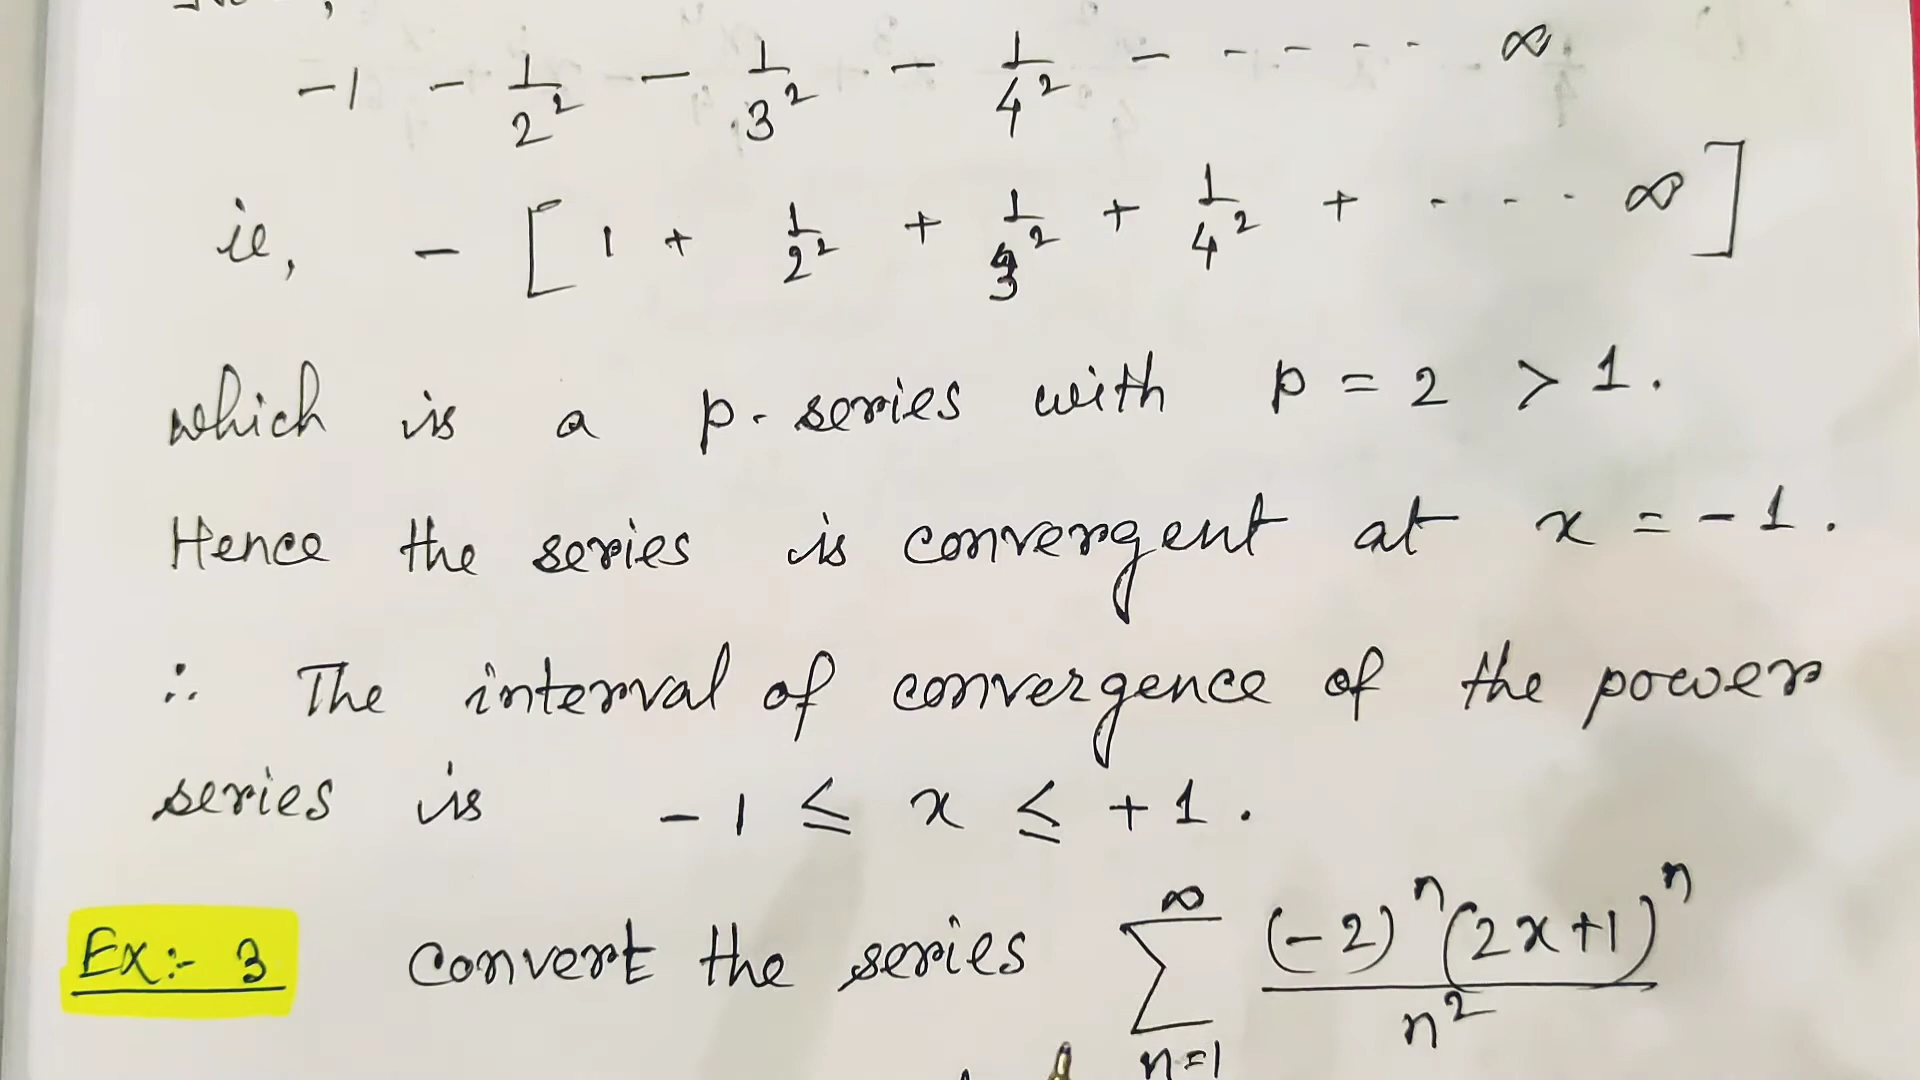 -1 - 1/2² - 1/3² - 1/4² - - - - - ∞
ie, - [ 1 + 1/2² + 1/3² + 1/4² + - - - - ∞ ]
which is a p-series with p = 2 > 1.
Hence the series is convergent at x = -1.
∴ The interval of convergence of the power
series is -1 ≤ x ≤ +1.
Ex:- 3 Convert the series ∑_{n=1}^{∞} (-2)ⁿ(2x+1)ⁿ / n²